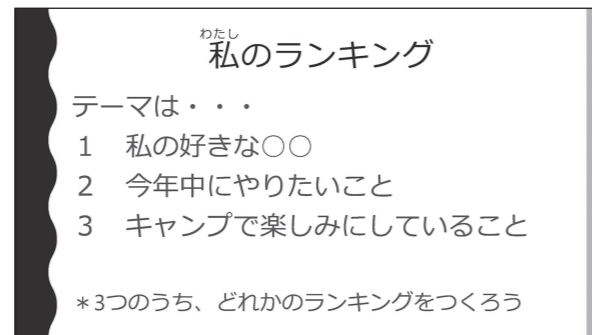 わたし
私のランキング
テーマは・・・
1 私の好きな○○
2 今年中にやりたいこと
3 キャンプで楽しみにしていること
＊3つのうち、どれかのランキングをつくろう